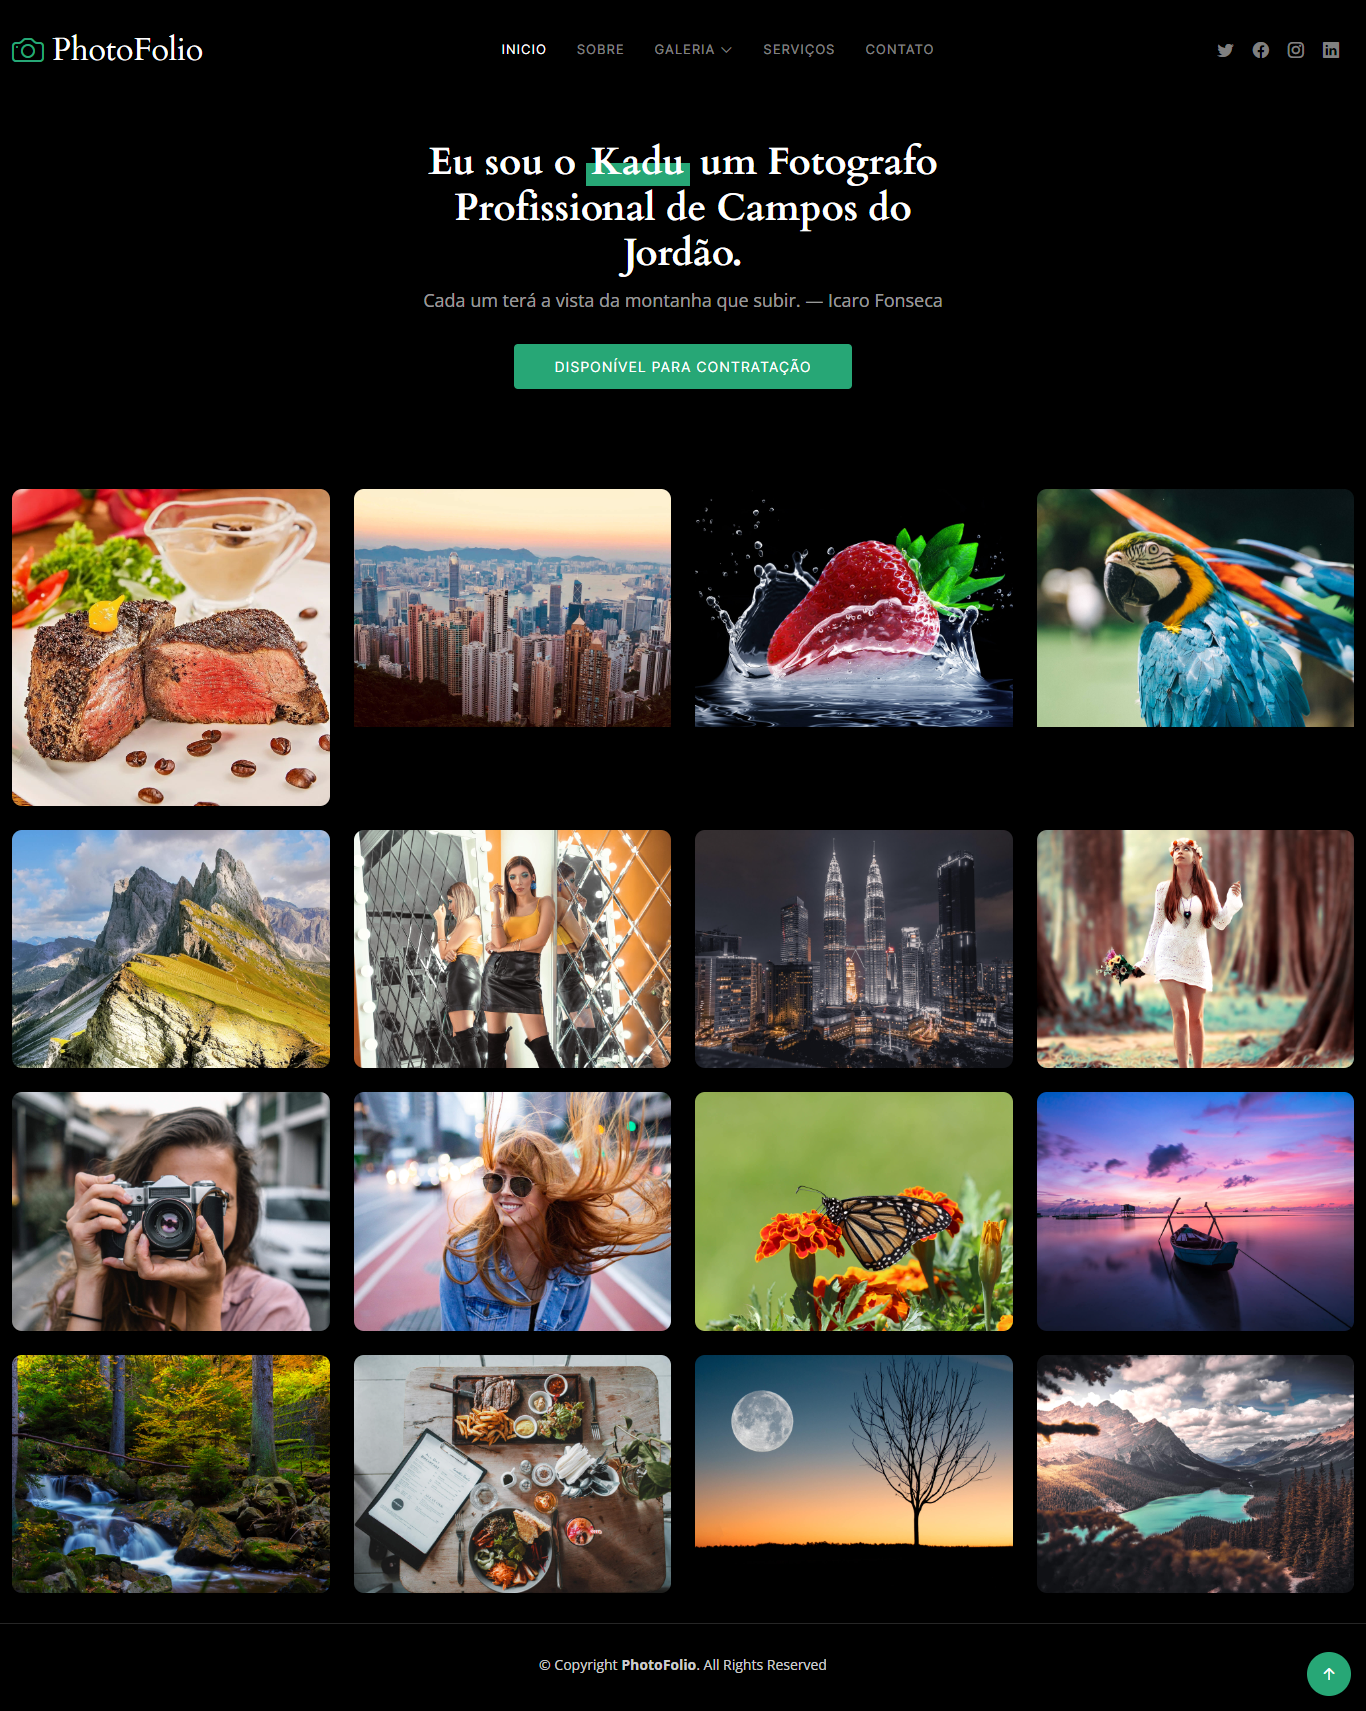 PhotoFolio
INICIO SOBRE GALERIA SERVIÇOS CONTATO
Eu sou o Kadu um Fotografo
Profissional de Campos do
Jordão.
Cada um terá a vista da montanha que subir. — Icaro Fonseca
DISPONÍVEL PARA CONTRATAÇÃO
© Copyright PhotoFolio. All Rights Reserved